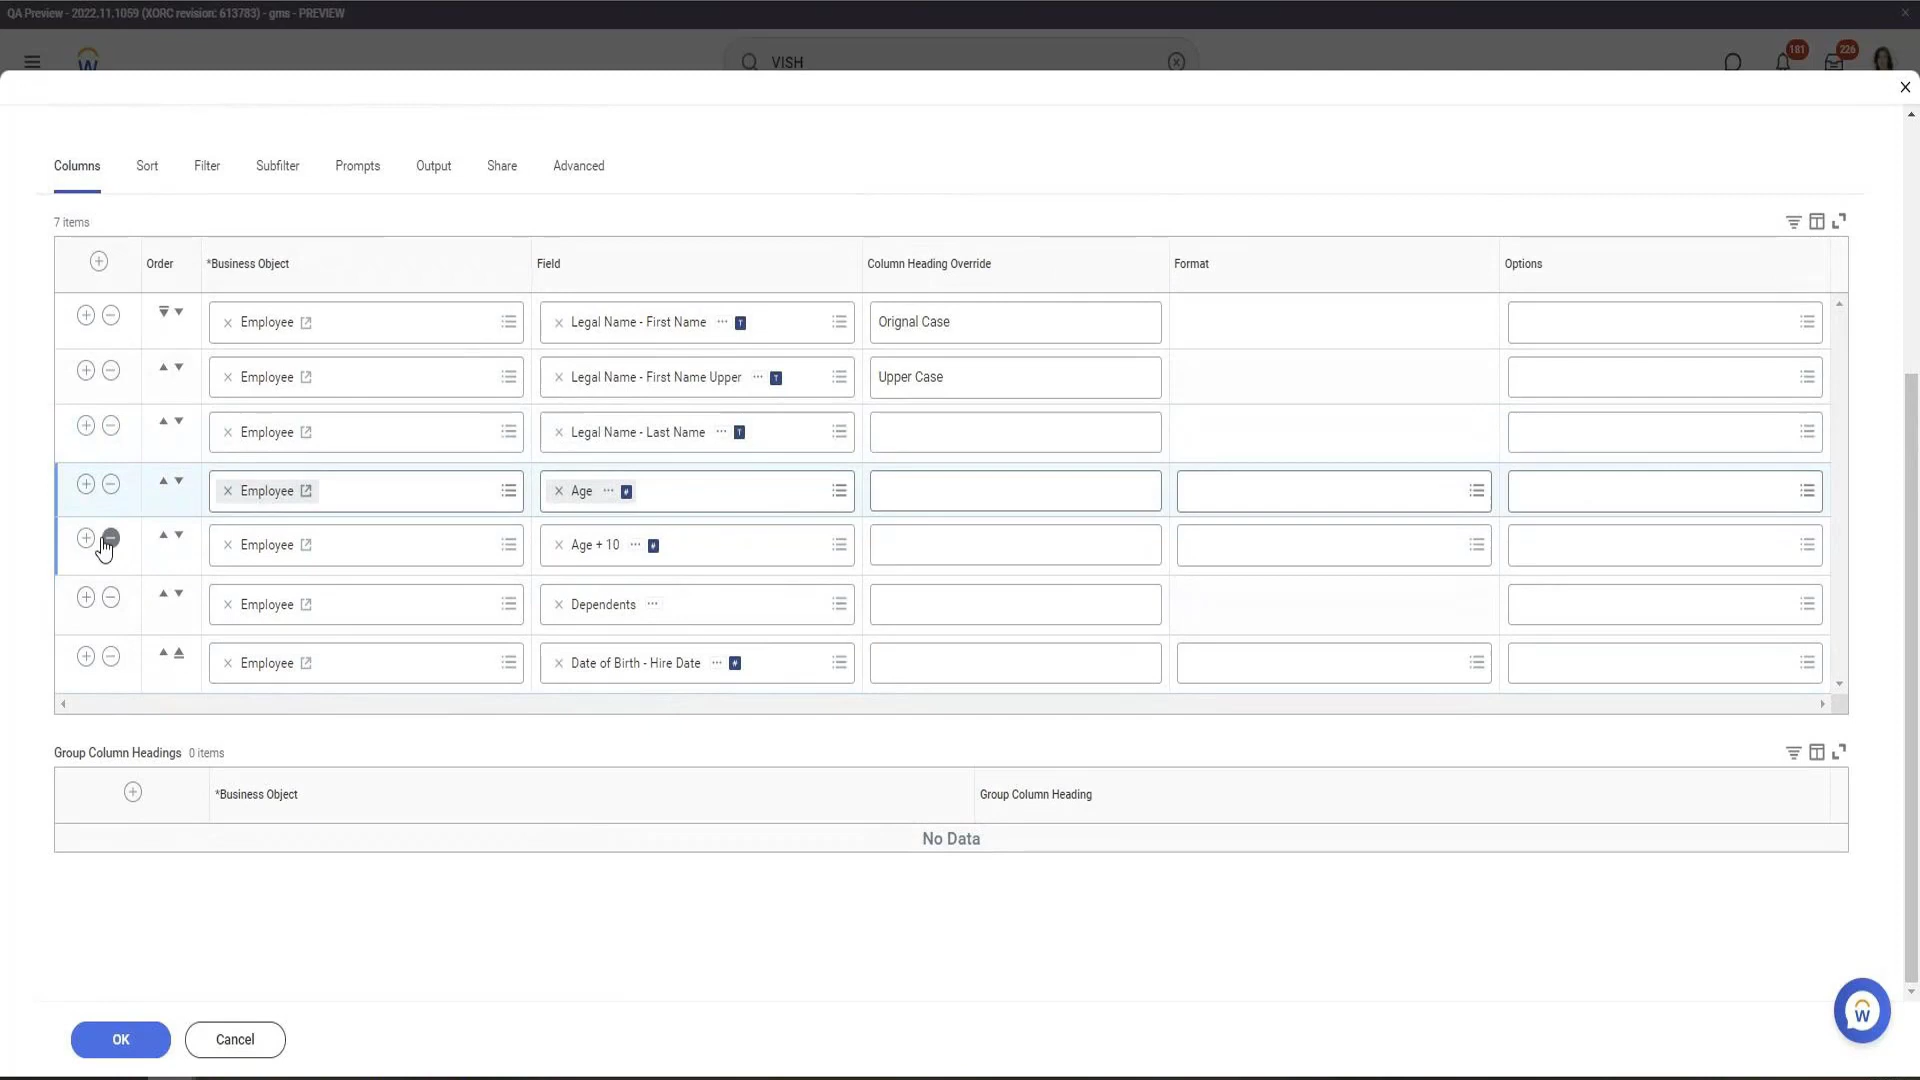 QA Preview - 2022.11.1059 (XORC revision: 613783) - gms - PREVIEW
VISH
181
226
Columns Sort Filter Subfilter Prompts Output Share Advanced
7 items
Order *Business Object Field Column Heading Override Format Options
Employee Legal Name - First Name T Orignal Case
Employee Legal Name - First Name Upper T Upper Case
Employee Legal Name - Last Name T
Employee Age #
Employee Age + 10 #
Employee Dependents
Employee Date of Birth - Hire Date #
Group Column Headings 0 items
*Business Object Group Column Heading
No Data
OK Cancel